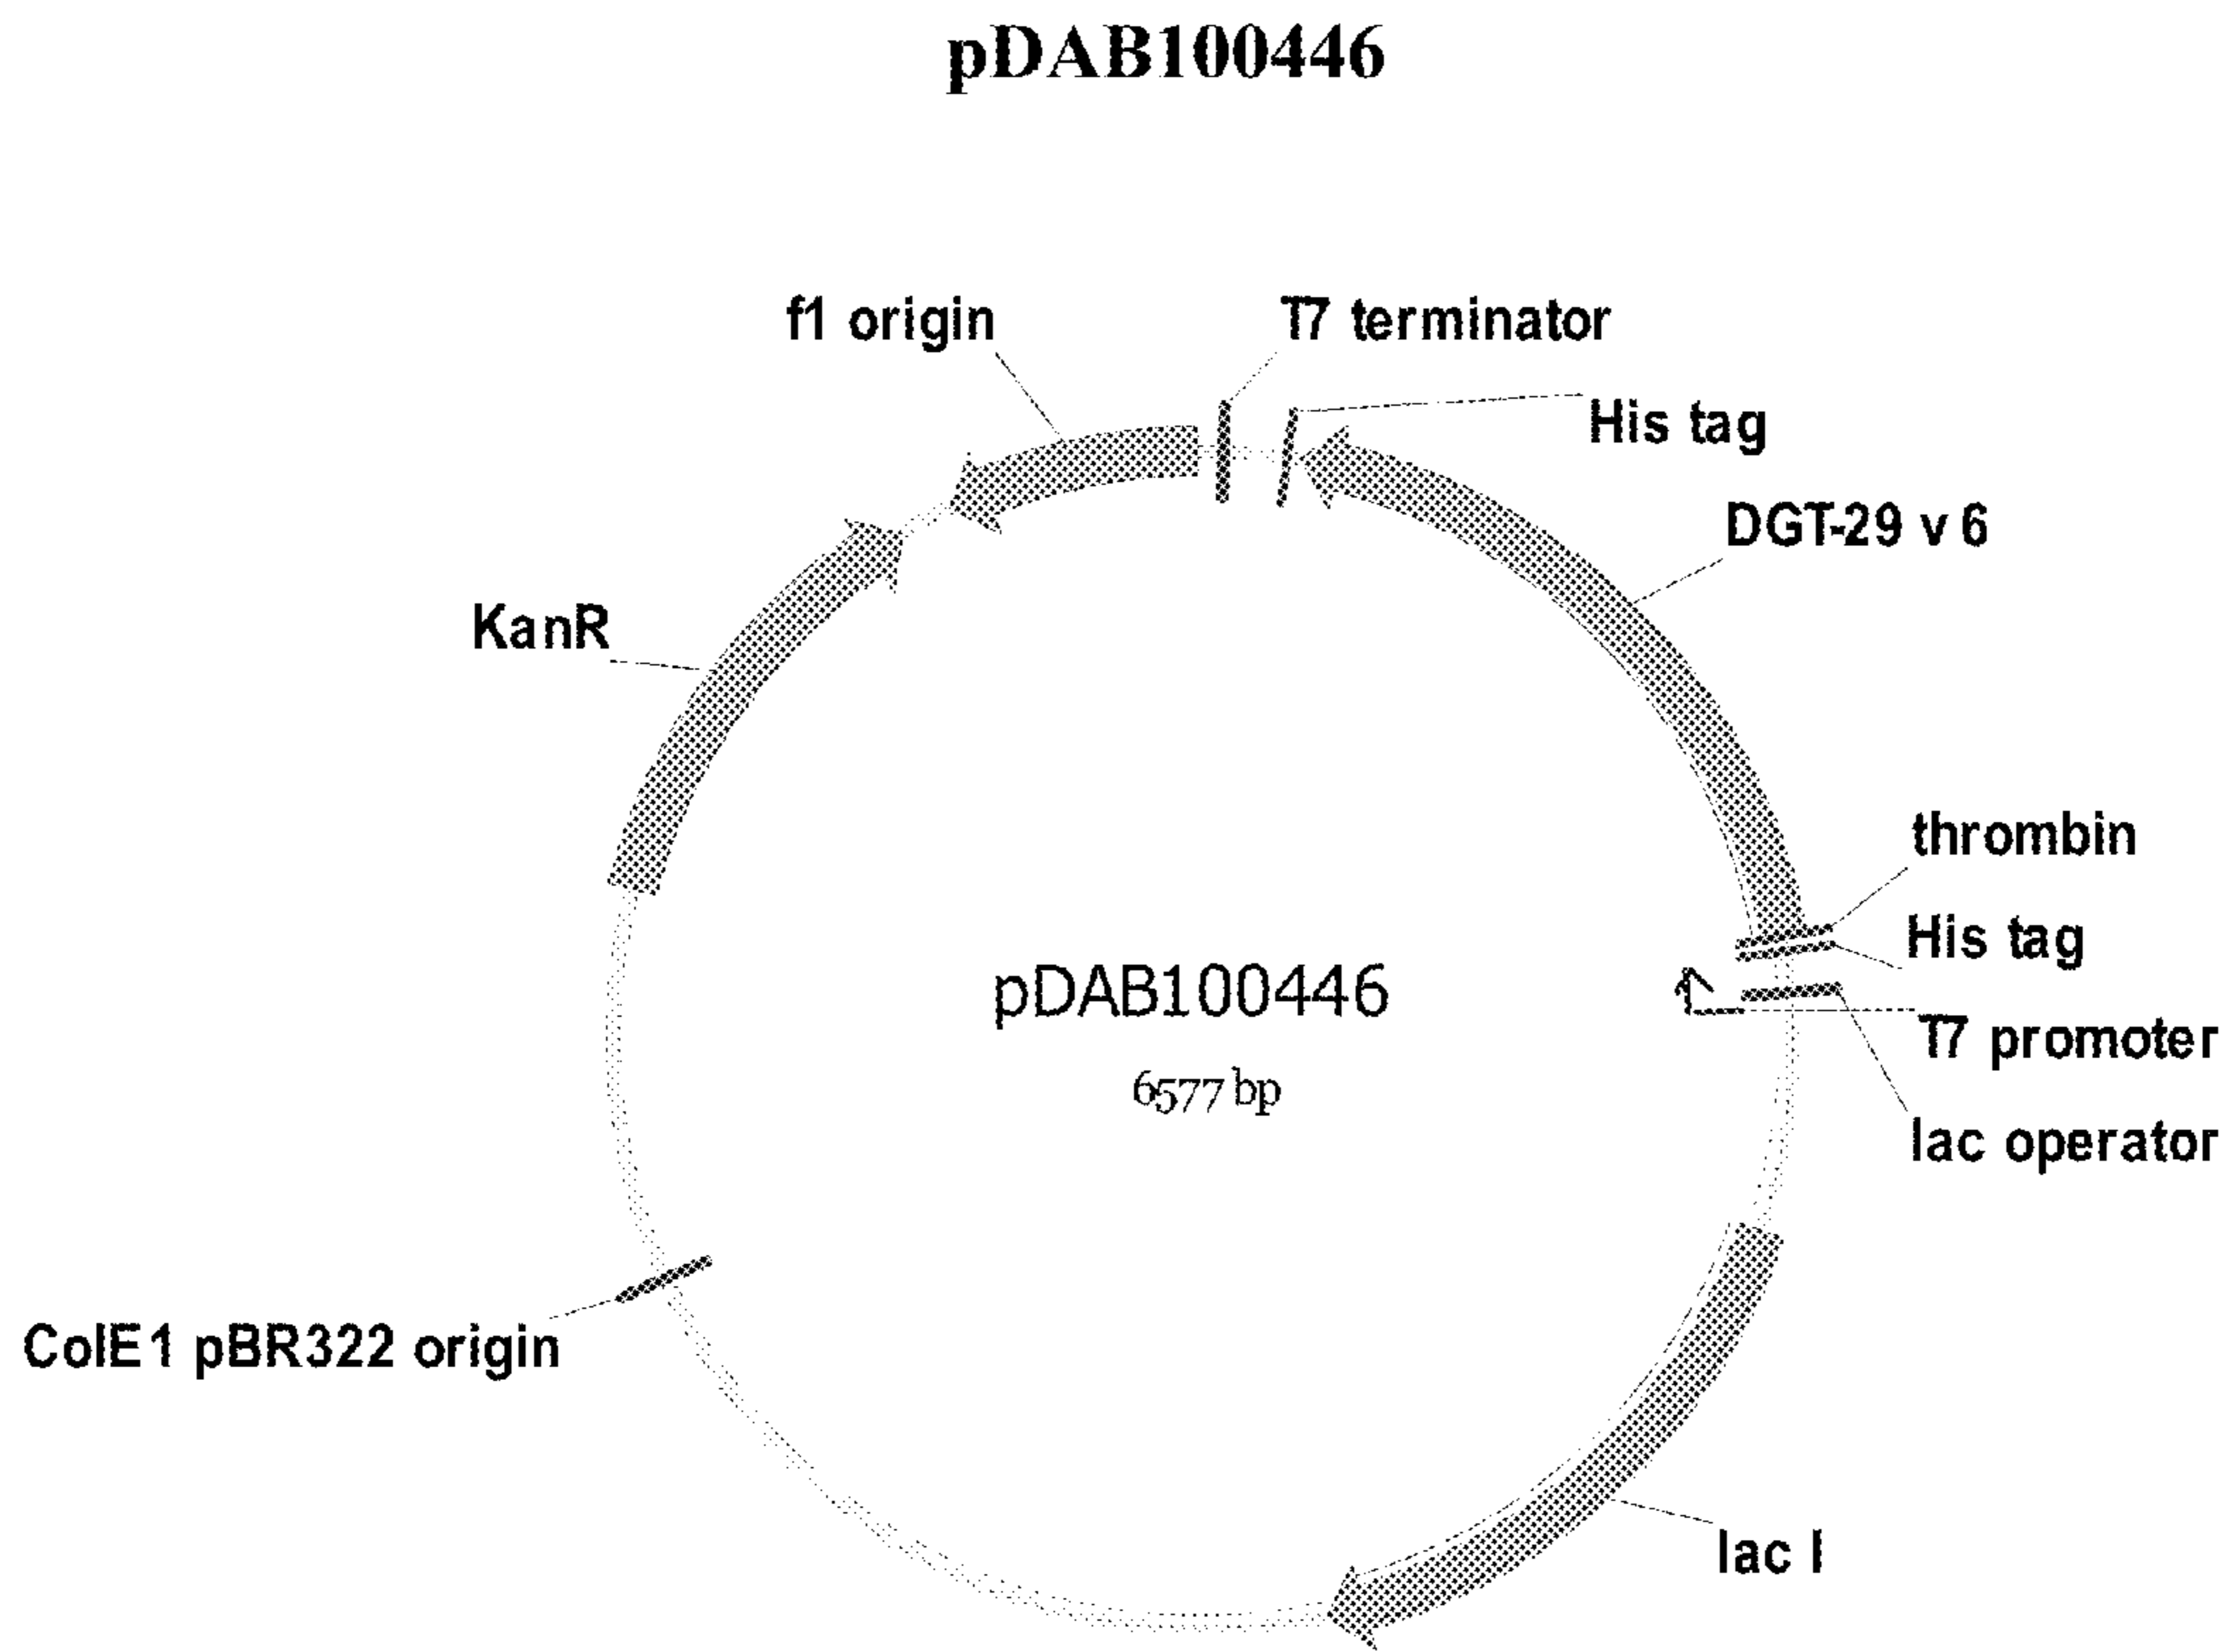 pDAB100446
f1 origin
T7 terminator
His tag
DGT-29 v 6
KanR
thrombin
His tag
pDAB100446
T7 promoter
6577 bp
lac operator
ColE1 pBR322 origin
lac I